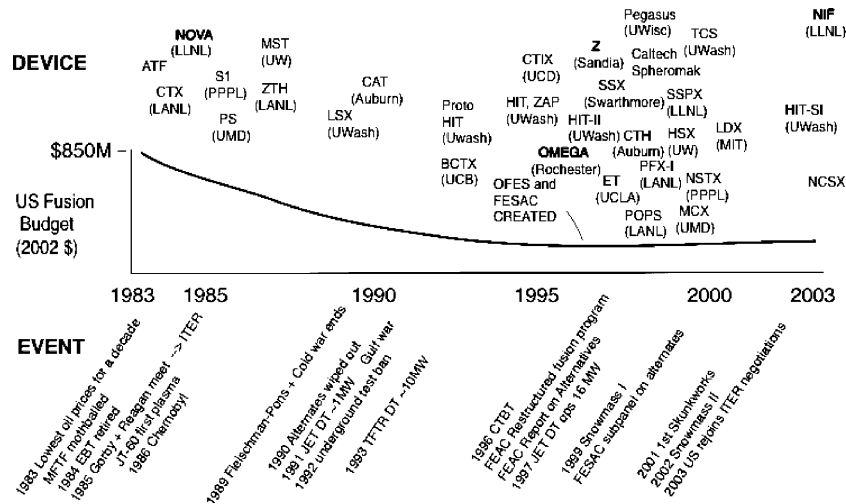 DEVICE
NOVA
(LLNL)
ATF
CTX
(LANL)
S1
(PPPL)
PS
(UMD)
MST
(UW)
ZTH
(LANL)
CAT
(Auburn)
LSX
(UWash)
Proto
HIT
(Uwash)
BCTX
(UCB)
CTIX
(UCD)
HIT, ZAP
(UWash)
Z
(Sandia)
SSX
(Swarthmore)
HIT-II
(UWash)
OMEGA
(Rochester)
OFES and
FESAC
CREATED
ET
(UCLA)
Pegasus
(UWisc)
Caltech
Spheromak
CTH
(Auburn)
PFX-I
(LANL)
POPS
(LANL)
TCS
(UWash)
SSPX
(LLNL)
HSX
(UW)
NSTX
(PPPL)
MCX
(UMD)
LDX
(MIT)
NIF
(LLNL)
HIT-SI
(UWash)
NCSX
$850M
US Fusion
Budget
(2002 $)
1983
1985
1990
1995
2000
2003
EVENT
1983 Lowest oil prices for a decade
MFTF mothballed
1984 EBT retired
1985 Gorby + Reagan meet --> ITER
JT-60 first plasma
1986 Chernobyl
1989 Fleischman-Pons + Cold war ends
1990 Alternates wiped out
1991 JET DT ~1MW Gulf war
1992 underground test ban
1993 TFTR DT ~10MW
1996 CTBT
FEAC Restructured fusion program
FEAC Report on Alternatives
1997 JET DT ops 16 MW
1999 Snowmass I
FESAC subpanel on alternates
2001 1st Skunkworks
2002 Snowmass II
2003 US rejoins ITER negotiations